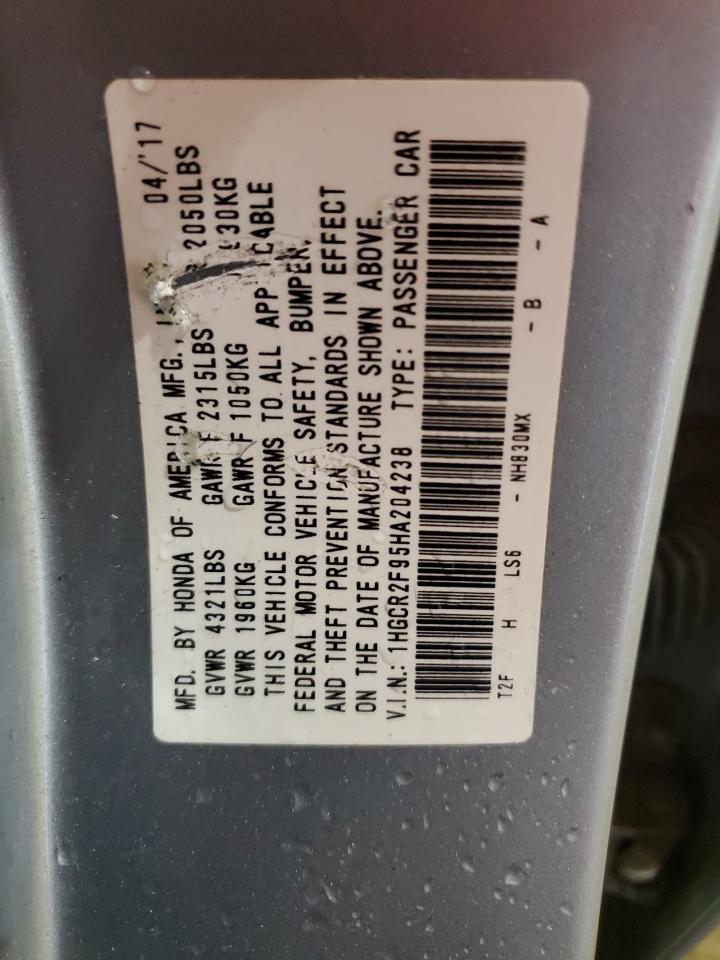 MFD. BY HONDA OF AMERICA MFG., 04/'17
GVWR 4321LBS GAWR F 2315LBS 2050LBS
GVWR 1960KG GAWR F 1050KG 930KG
THIS VEHICLE CONFORMS TO ALL APPLICABLE
FEDERAL MOTOR VEHICLE SAFETY, BUMPER,
AND THEFT PREVENTION STANDARDS IN EFFECT
ON THE DATE OF MANUFACTURE SHOWN ABOVE.
V.I.N.: 1HGCR2F95HA204238 TYPE: PASSENGER CAR
T2F H LS6 - NH830MX - B - A